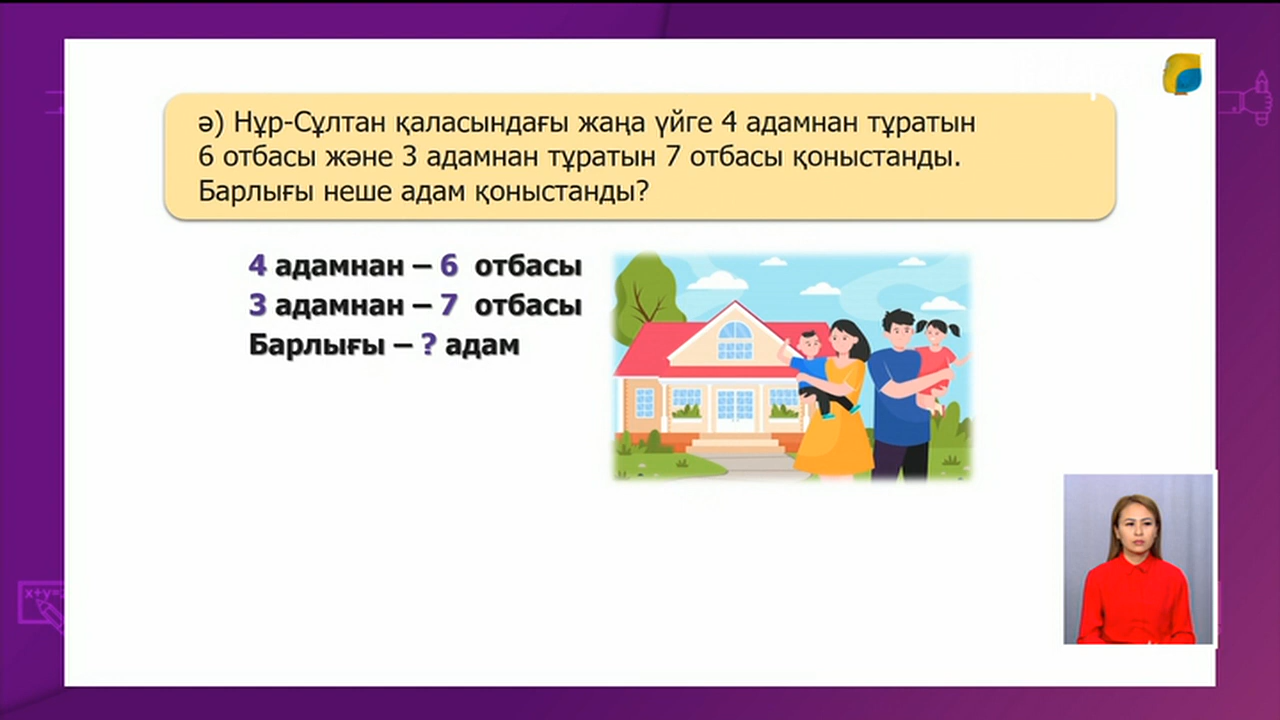 ә) Нұр-Сұлтан қаласындағы жаңа үйге 4 адамнан тұратын
6 отбасы және 3 адамнан тұратын 7 отбасы қоныстанды.
Барлығы неше адам қоныстанды?
4 адамнан – 6 отбасы
3 адамнан – 7 отбасы
Барлығы – ? адам